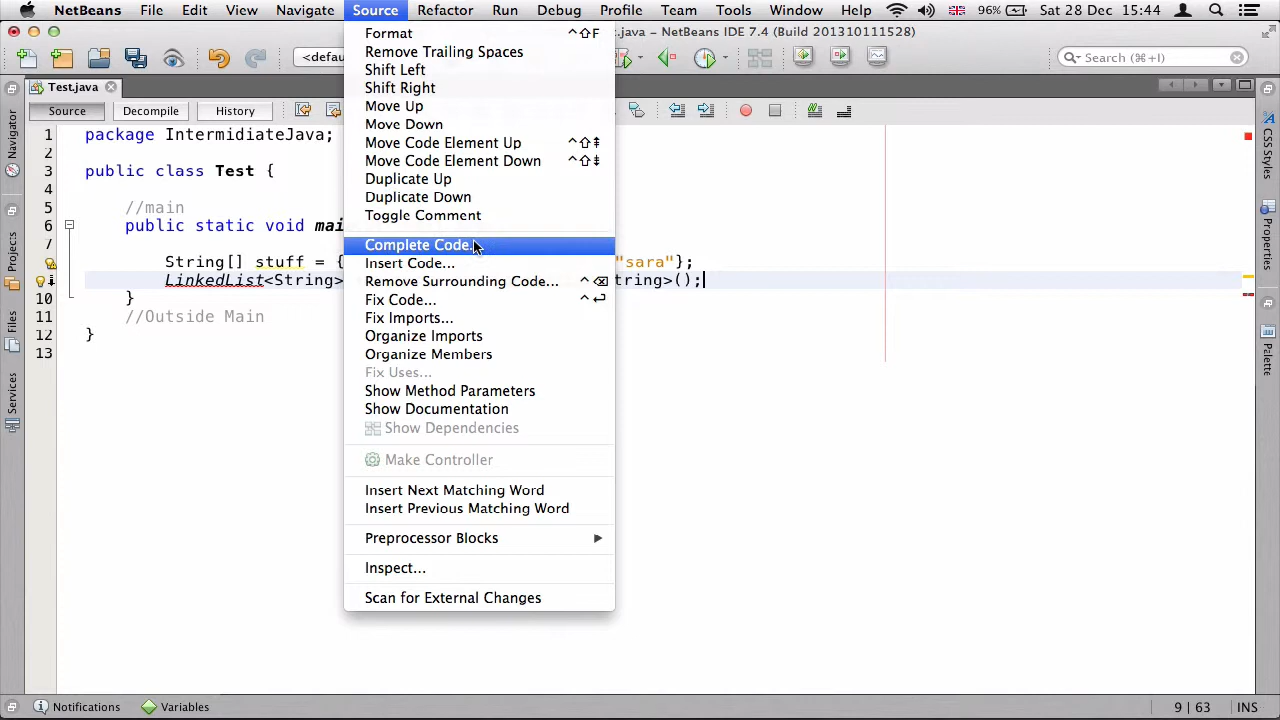 NetBeans File Edit View Navigate Source Refactor Run Debug Profile Team Tools Window Help 96% Sat 28 Dec 15:44
.java – NetBeans IDE 7.4 (Build 201310111528)
<defau
Search (⌘+I)
Test.java
Source Decompile History
Navigator
Projects
Files
Services
1 package IntermidiateJava;
2
3 public class Test {
4
5 //main
6 public static void mai
String[] stuff = { "sara"};
LinkedList<String> tring>();
10 }
11 //Outside Main
12 }
13
Format ^⇧F
Remove Trailing Spaces
Shift Left
Shift Right
Move Up
Move Down
Move Code Element Up ^⇧⇞
Move Code Element Down ^⇧⇟
Duplicate Up
Duplicate Down
Toggle Comment
Complete Code..
Insert Code...
Remove Surrounding Code... ^⌫
Fix Code... ^↩
Fix Imports...
Organize Imports
Organize Members
Fix Uses...
Show Method Parameters
Show Documentation
Show Dependencies
Make Controller
Insert Next Matching Word
Insert Previous Matching Word
Preprocessor Blocks
Inspect...
Scan for External Changes
CSS Styles
Properties
Palette
Notifications Variables
9 | 63 INS